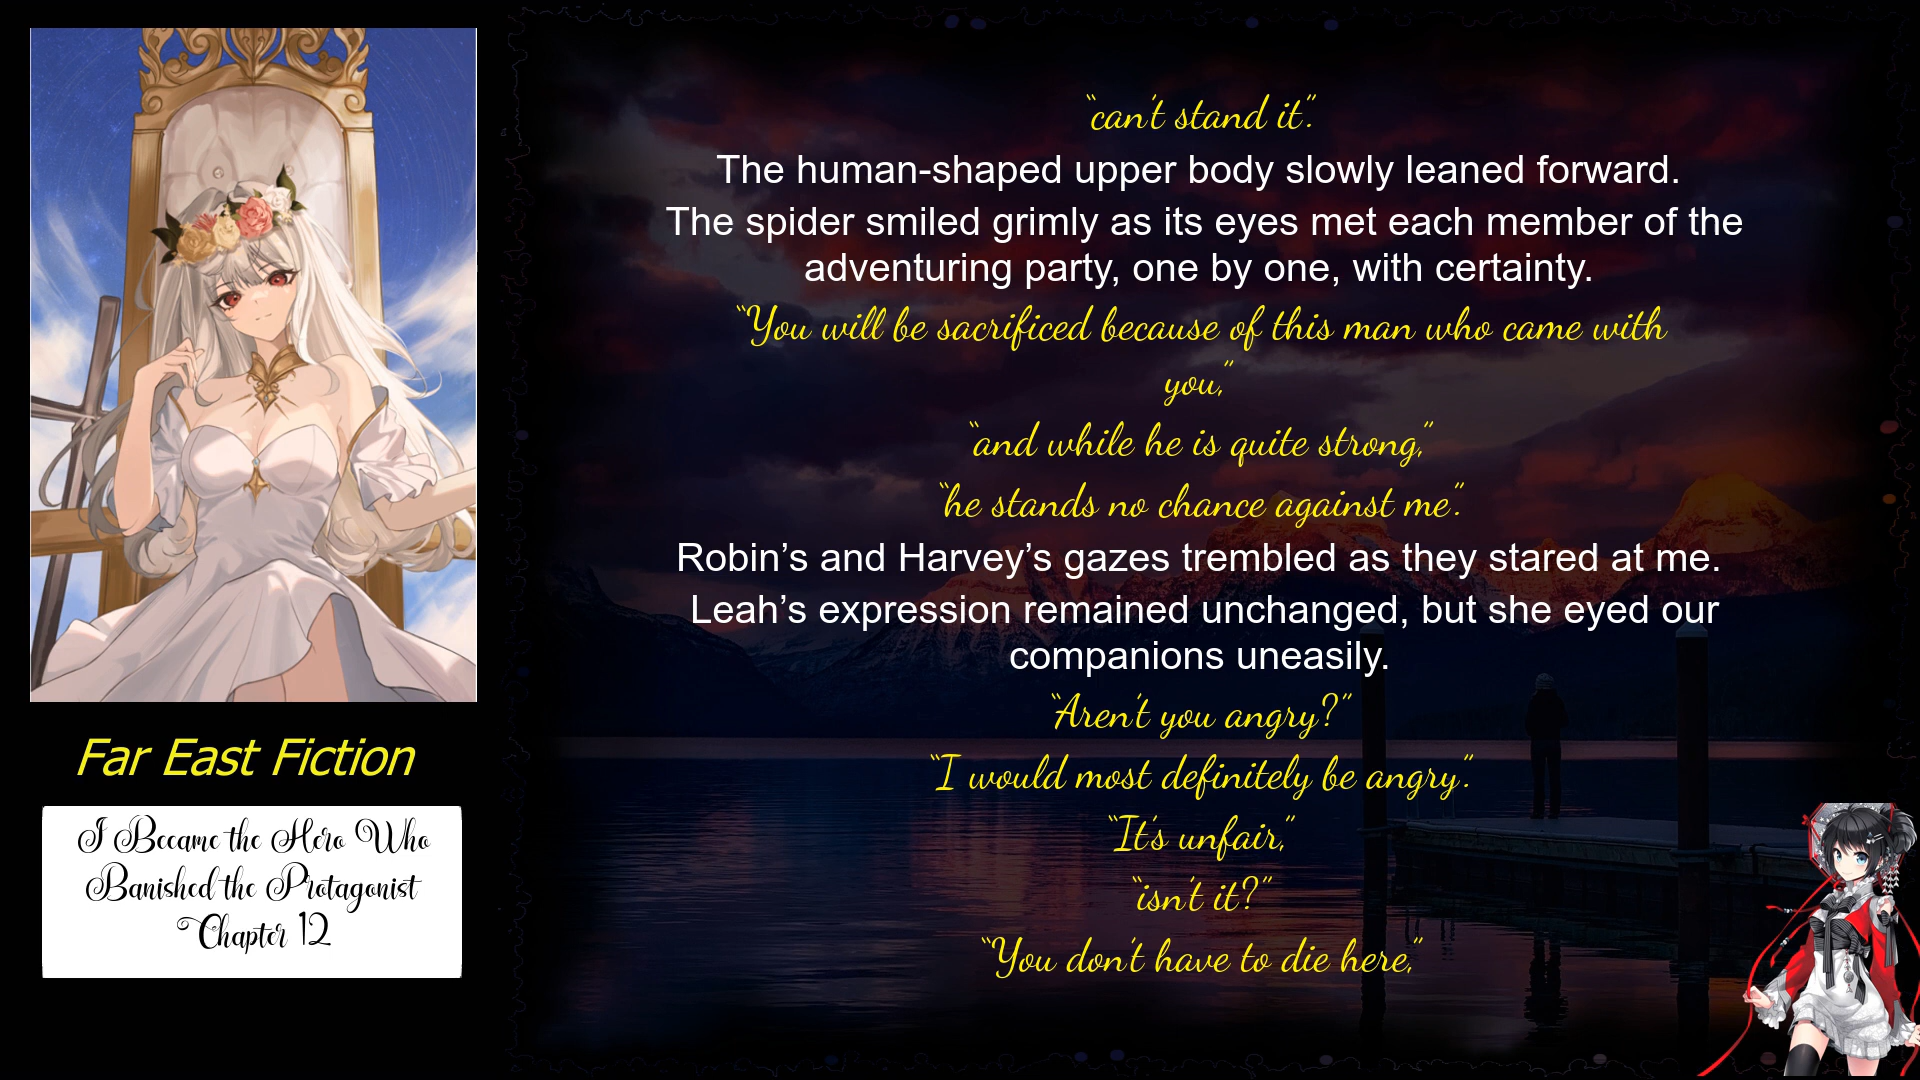 “can’t stand it”.
The human-shaped upper body slowly leaned forward.
The spider smiled grimly as its eyes met each member of the
adventuring party, one by one, with certainty.
“You will be sacrificed because of this man who came with
you,”
“and while he is quite strong,”
“he stands no chance against me”.
Robin’s and Harvey’s gazes trembled as they stared at me.
Leah’s expression remained unchanged, but she eyed our
companions uneasily.
“Aren’t you angry?”
“I would most definitely be angry”.
“It’s unfair,”
“isn’t it?”
“You don’t have to die here,”
Far East Fiction
I Became the Hero Who
Banished the Protagonist
Chapter 12